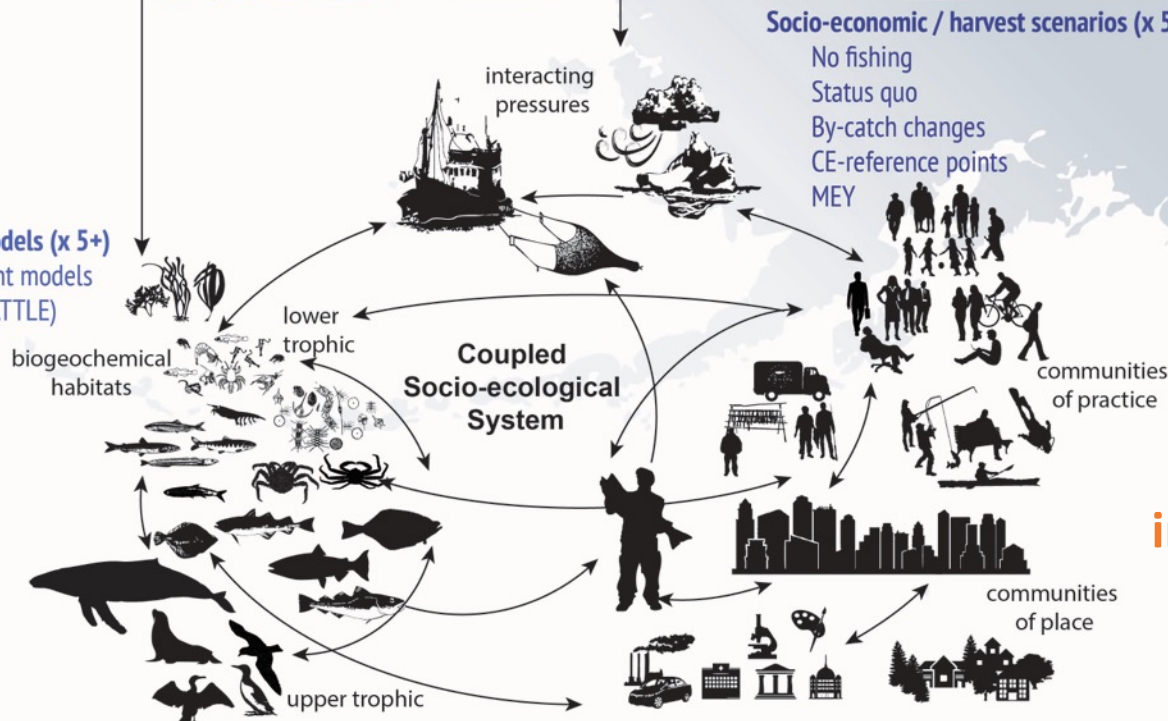 Socio-economic / harvest scenarios (x 5
No fishing
Status quo
By-catch changes
CE-reference points
MEY
interacting
pressures
dels (x 5+)
nt models
TTLE)
lower
trophic
biogeochemical
habitats
Coupled
Socio-ecological
System
communities
of practice
communities
of place
upper trophic